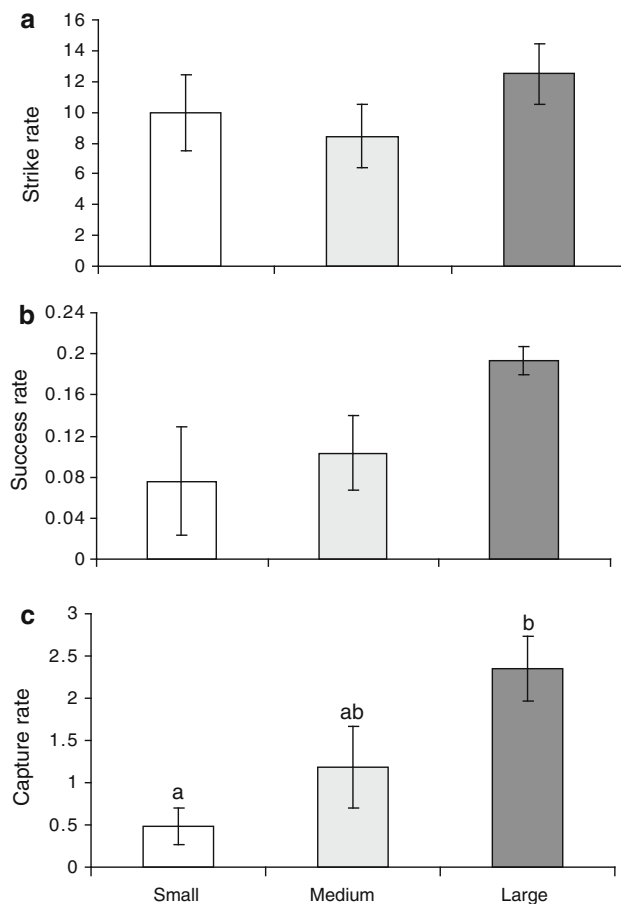 a
16
14
12
10
8
6
4
2
0
Strike rate
b
0.24
0.2
0.16
0.12
0.08
0.04
0
Success rate
c
3
2.5
2
1.5
1
0.5
0
Capture rate
a
ab
b
Small Medium Large